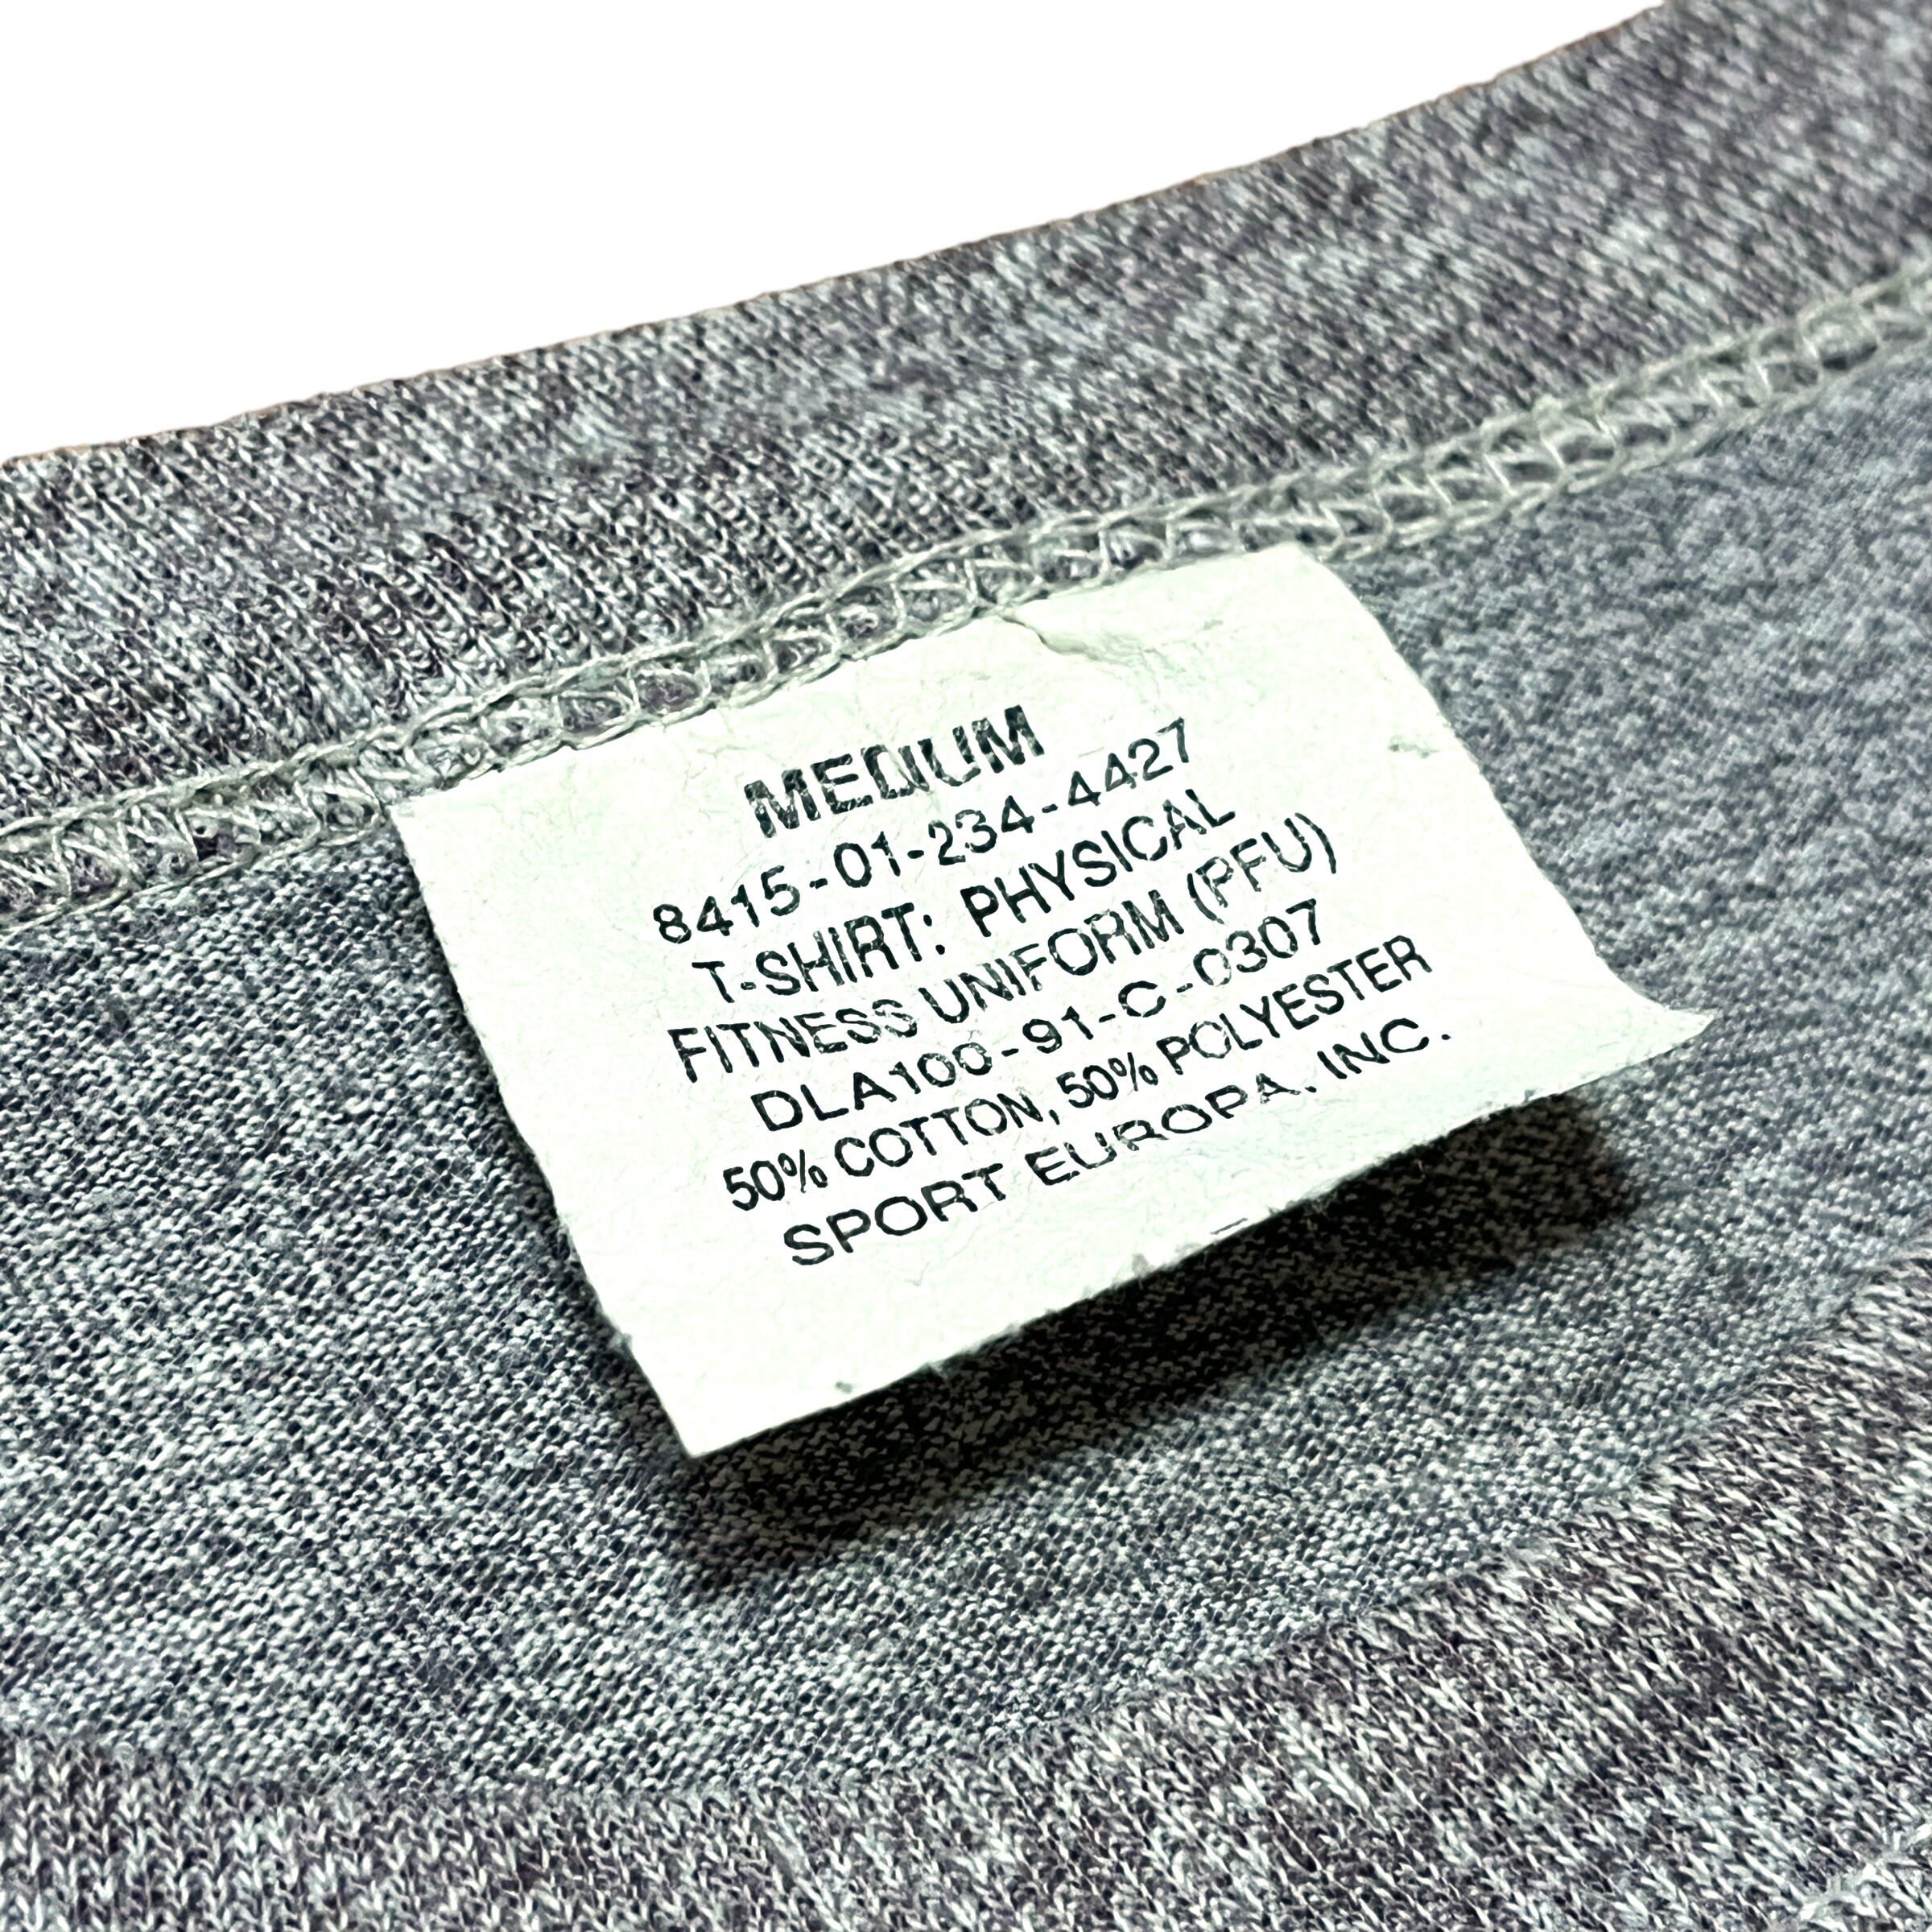 MEDIUM
8415-01-234-4427
T-SHIRT: PHYSICAL
FITNESS UNIFORM (PFU)
DLA100-91-C-0307
50% COTTON, 50% POLYESTER
SPORT EUROPA, INC.